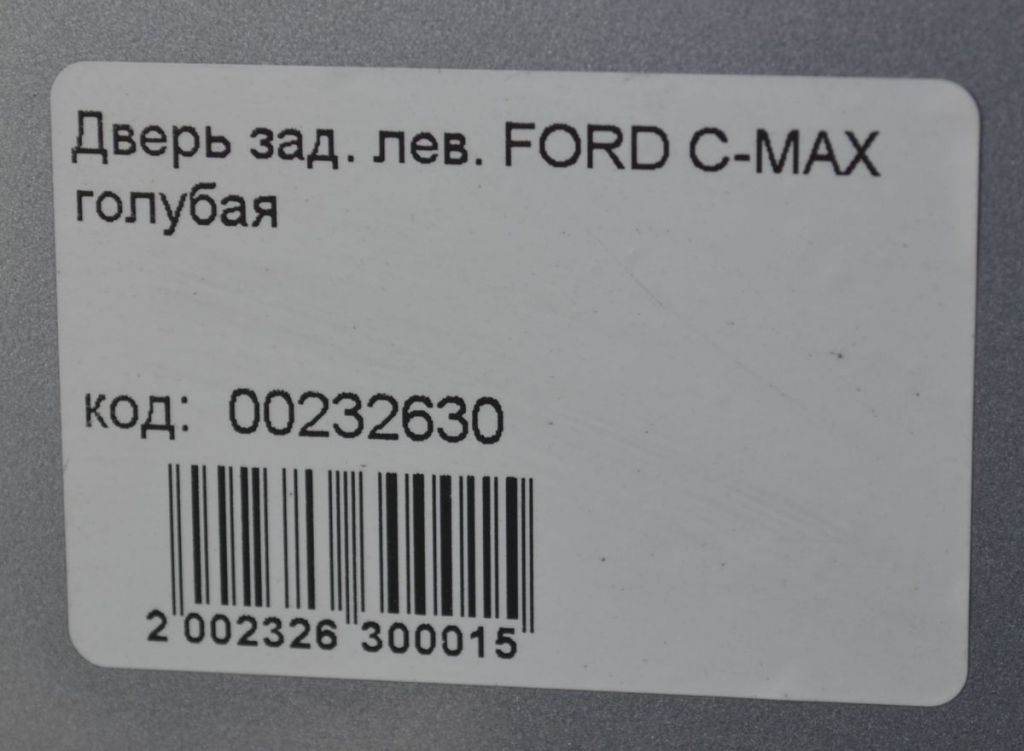 Дверь зад. лев. FORD C-MAX
голубая
код: 00232630
2 002326 300015